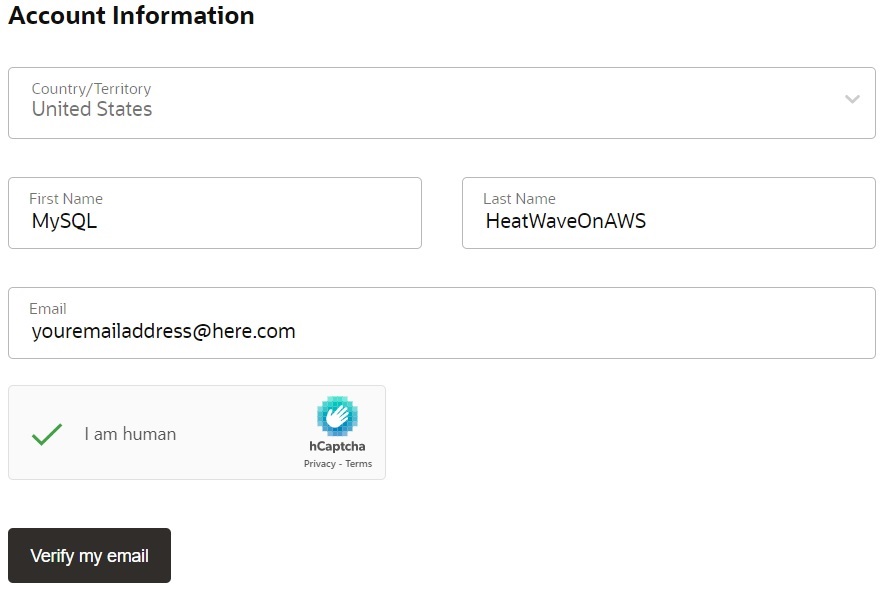 Account Information
Country/Territory
United States
First Name
MySQL
Last Name
HeatWaveOnAWS
Email
youremailaddress@here.com
I am human
hCaptcha
Privacy - Terms
Verify my email